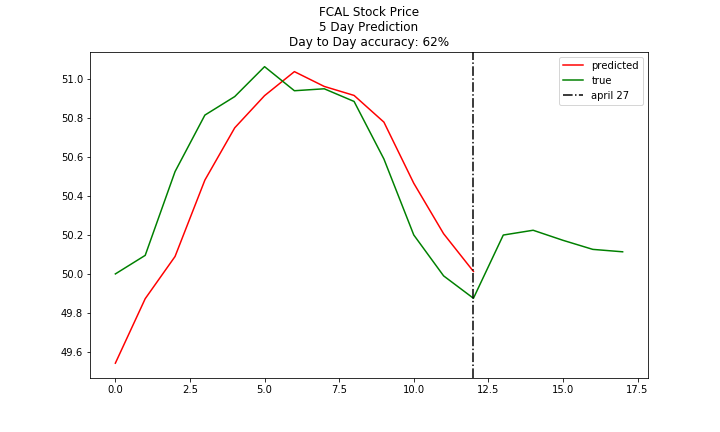 FCAL Stock Price
5 Day Prediction
Day to Day accuracy: 62%
predicted
true
april 27
51.0
50.8
50.6
50.4
50.2
50.0
49.8
49.6
0.0 2.5 5.0 7.5 10.0 12.5 15.0 17.5